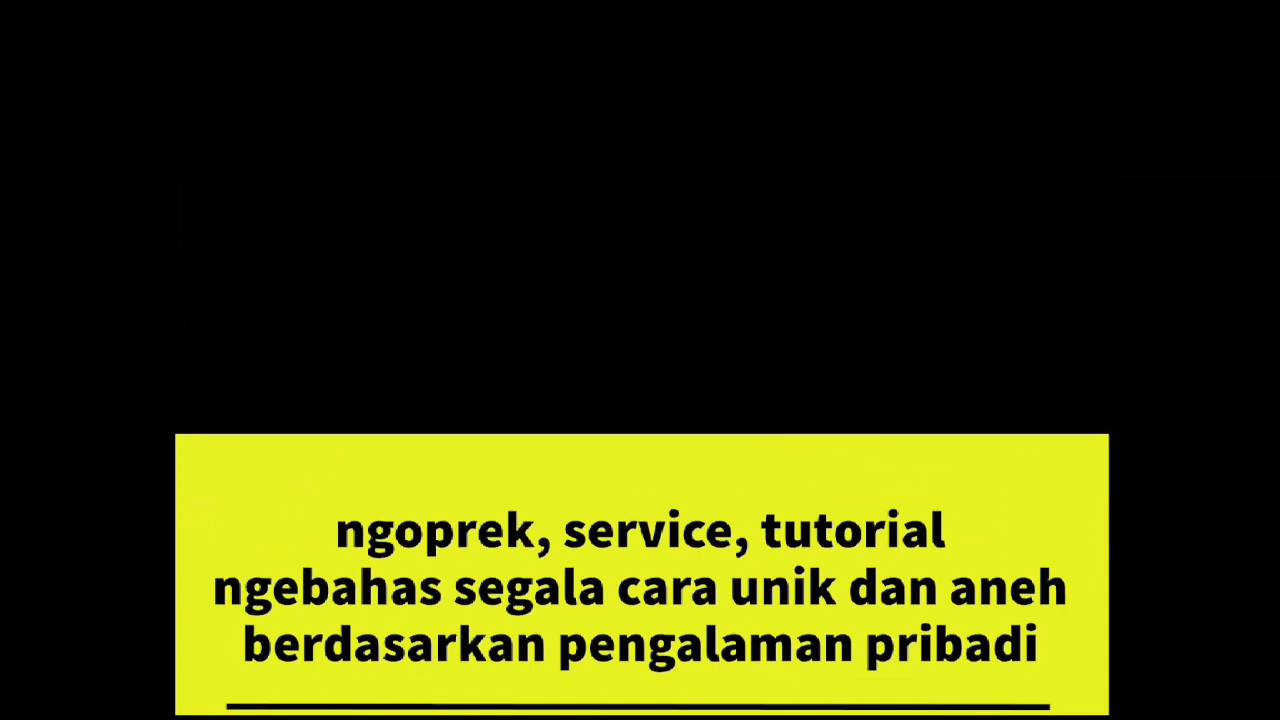 ngoprek, service, tutorial
ngebahas segala cara unik dan aneh
berdasarkan pengalaman pribadi